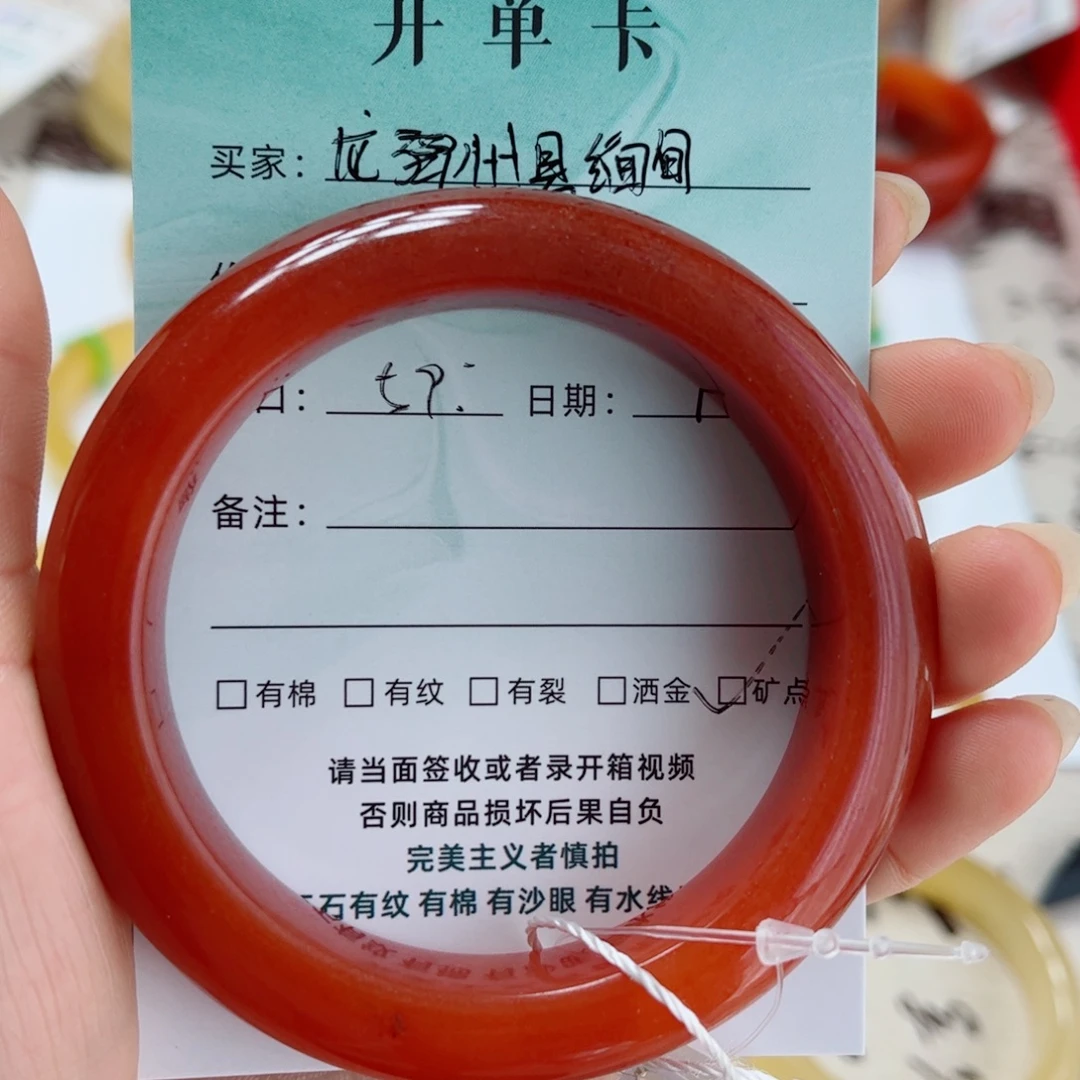 开单卡
买家：
口： 57. 日期：
备注：
□有棉 □有纹 □有裂 □洒金 □矿点
请当面签收或者录开箱视频
否则商品损坏后果自负
完美主义者慎拍
石有纹 有棉 有沙眼 有水线